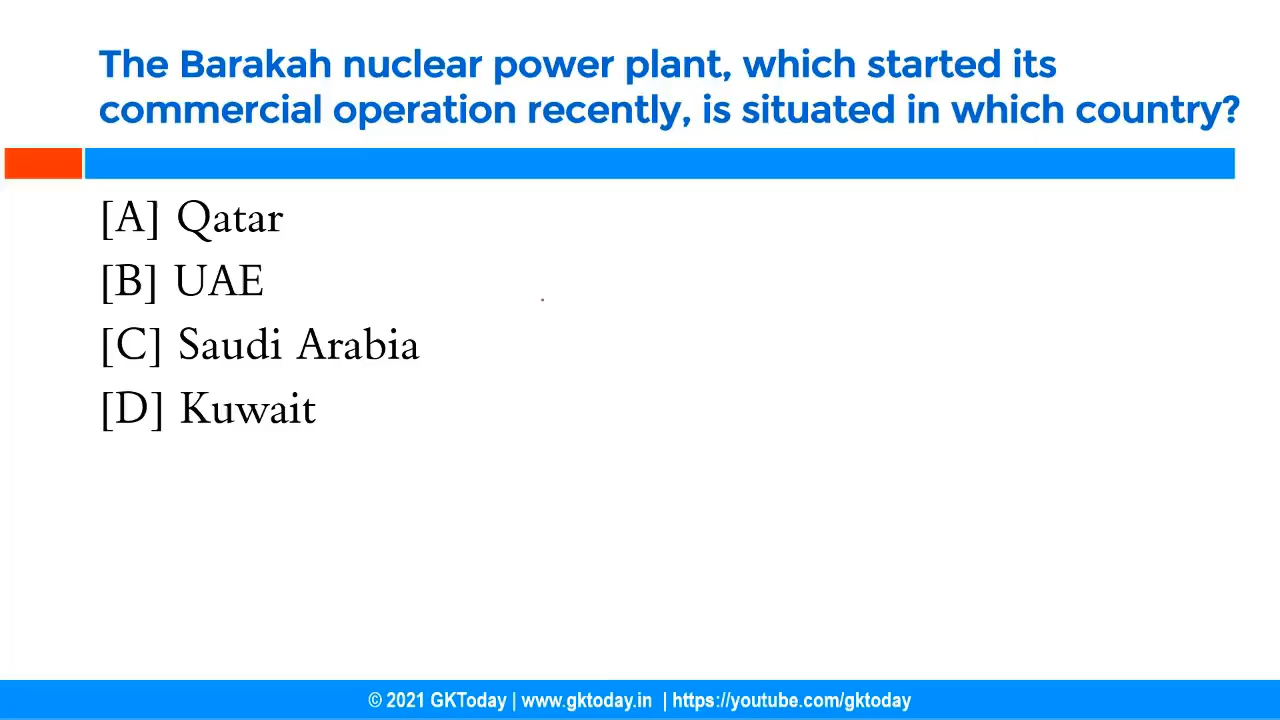 The Barakah nuclear power plant, which started its
commercial operation recently, is situated in which country?
[A] Qatar
[B] UAE
[C] Saudi Arabia
[D] Kuwait
© 2021 GKToday | www.gktoday.in | https://youtube.com/gktoday